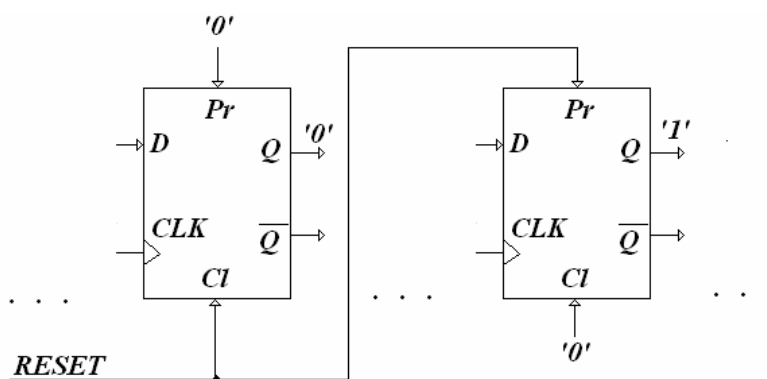 '0'
Pr
D
Q
'0'
CLK
Q
Cl
. . .
RESET
Pr
D
Q
'1'
CLK
Q
Cl
'0'
. . .
. .